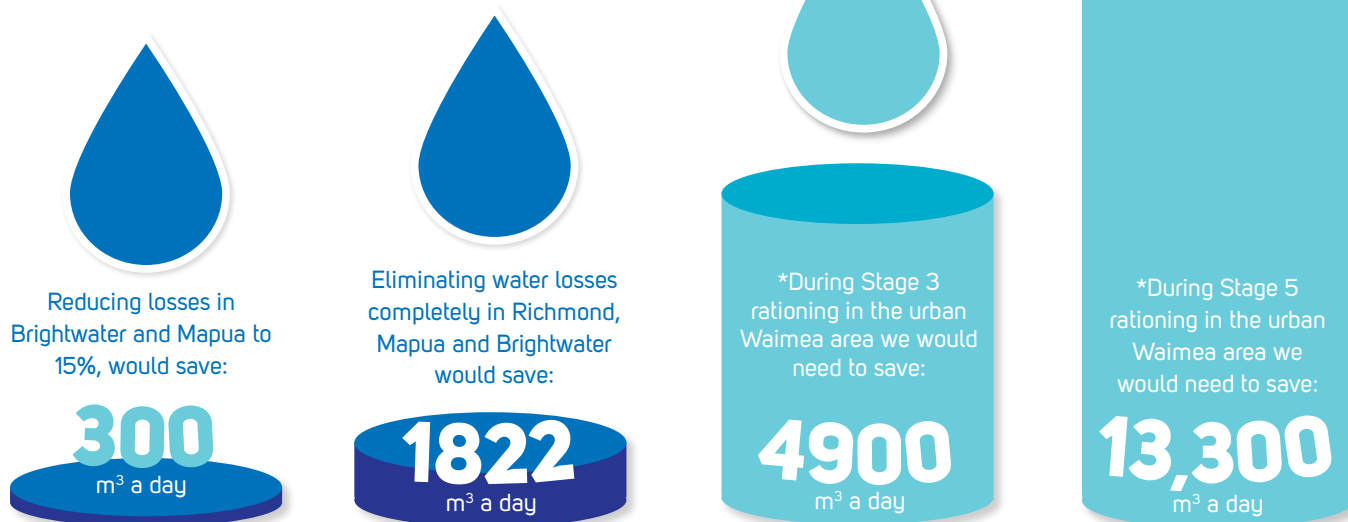 Reducing losses in
Brightwater and Mapua to
15%, would save:
300
m³ a day
Eliminating water losses
completely in Richmond,
Mapua and Brightwater
would save:
1822
m³ a day
*During Stage 3
rationing in the urban
Waimea area we would
need to save:
4900
m³ a day
*During Stage 5
rationing in the urban
Waimea area we
would need to save:
13,300
m³ a day